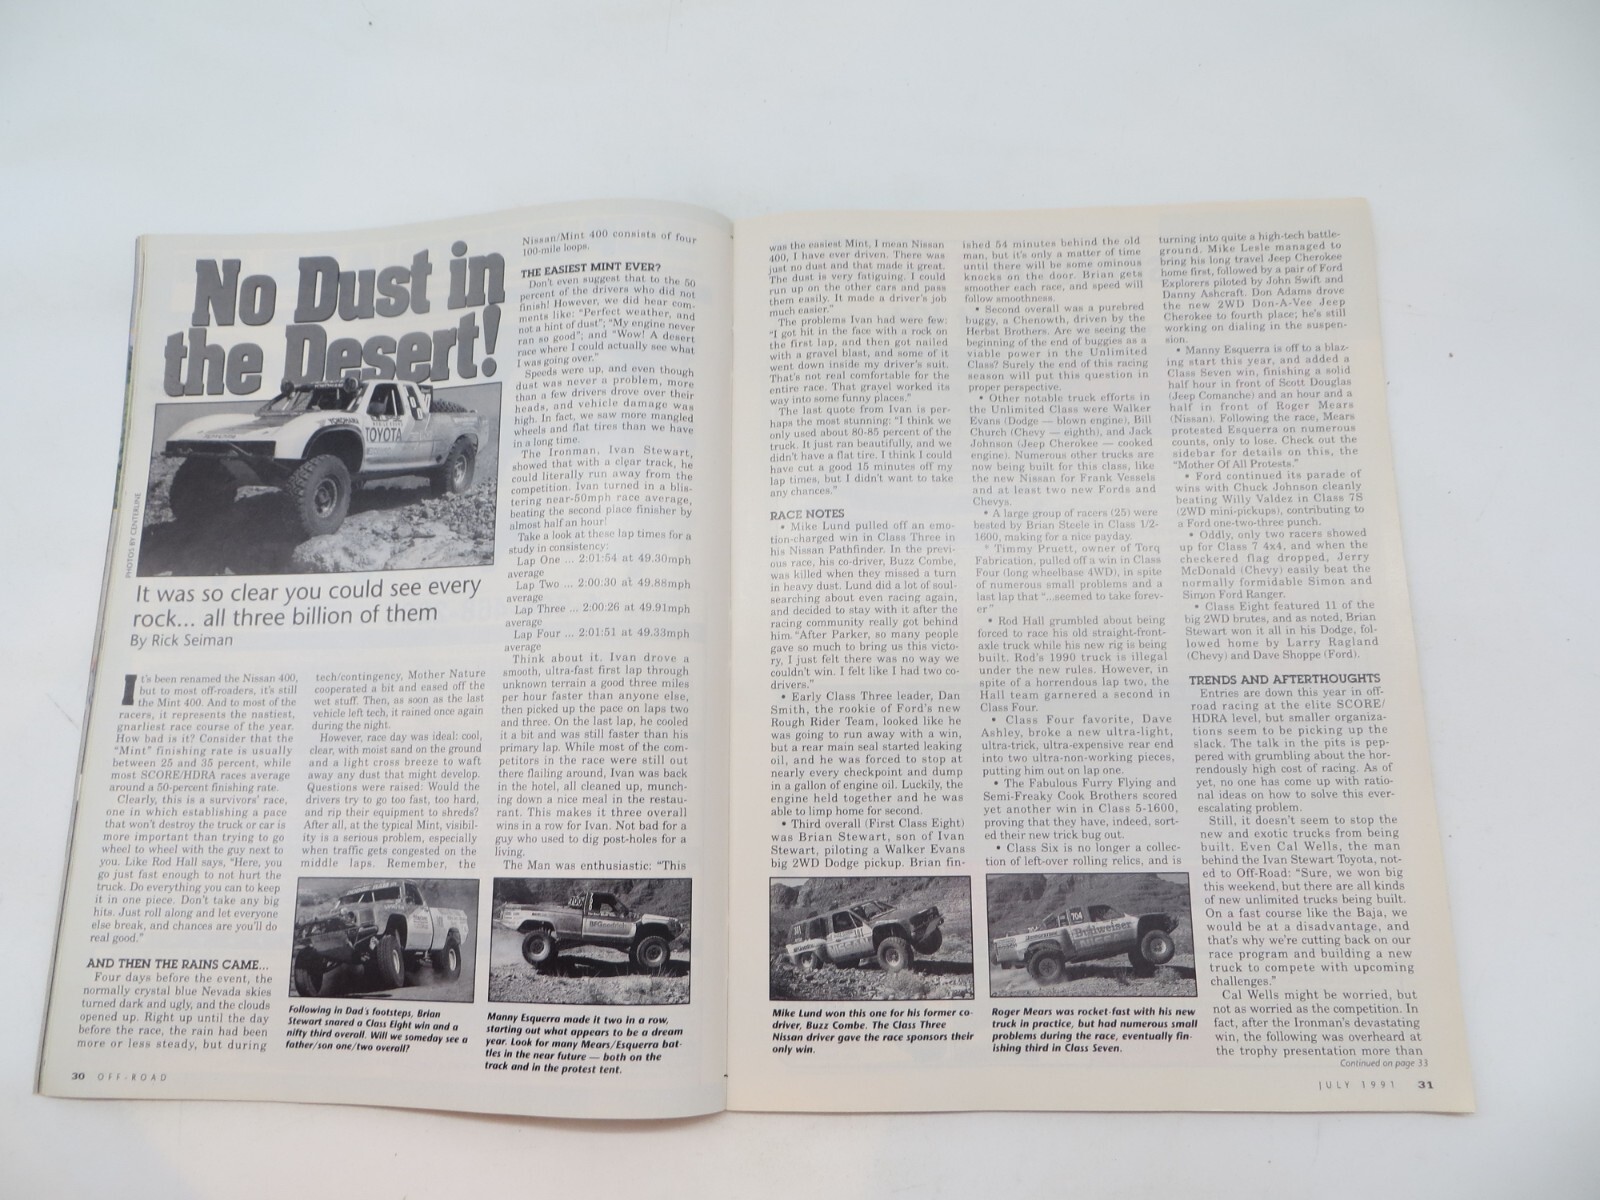 No Dust in
the Desert!
TOYOTA
PHOTOS BY CENTERLINE
It was so clear you could see every
rock... all three billion of them
By Rick Seiman
It's been renamed the Nissan 400,
but to most off-roaders, it's still
the Mint 400. And to most of the
racers, it represents the nastiest,
gnarliest race course of the year.
How bad is it? Consider that the
"Mint" finishing rate is usually
between 25 and 35 percent, while
most SCORE/HDRA races average
around a 50-percent finishing rate.
Clearly, this is a survivors' race,
one in which establishing a pace
that won't destroy the truck or car is
more important than trying to go
wheel to wheel with the guy next to
you. Like Rod Hall says, "Here, you
go just fast enough to not hurt the
truck. Do everything you can to keep
it in one piece. Don't take any big
hits. Just roll along and let everyone
else break, and chances are you'll do
real good."
AND THEN THE RAINS CAME...
Four days before the event, the
normally crystal blue Nevada skies
turned dark and ugly, and the clouds
opened up. Right up until the day
before the race, the rain had been
more or less steady, but during
tech/contingency, Mother Nature
cooperated a bit and eased off the
wet stuff. Then, as soon as the last
vehicle left tech, it rained once again
during the night.
However, race day was ideal: cool,
clear, with moist sand on the ground
and a light cross breeze to waft
away any dust that might develop.
Questions were raised: Would the
drivers try to go too fast, too hard,
and rip their equipment to shreds?
After all, at the typical Mint, visibil-
ity is a serious problem, especially
when traffic gets congested on the
middle laps. Remember, the
Following in Dad's footsteps, Brian
Stewart snared a Class Eight win and a
nifty third overall. Will we someday see a
father/son one/two overall?
Nissan/Mint 400 consists of four
100-mile loops.
THE EASIEST MINT EVER?
Don't even suggest that to the 50
percent of the drivers who did not
finish! However, we did hear com-
ments like: "Perfect weather, and
not a hint of dust"; "My engine never
ran so good"; and "Wow! A desert
race where I could actually see what
I was going over."
Speeds were up, and even though
dust was never a problem, more
than a few drivers drove over their
heads, and vehicle damage was
high. In fact, we saw more mangled
wheels and flat tires than we have
in a long time.
The Ironman, Ivan Stewart,
showed that with a clear track, he
could literally run away from the
competition. Ivan turned in a blis-
tering near-50mph race average,
beating the second place finisher by
almost half an hour!
Take a look at these lap times for a
study in consistency:
Lap One ... 2:01:54 at 49.30mph
average
Lap Two ... 2:00:30 at 49.88mph
average
Lap Three ... 2:00:26 at 49.91mph
average
Lap Four ... 2:01:51 at 49.33mph
average
Think about it. Ivan drove a
smooth, ultra-fast first lap through
unknown terrain a good three miles
per hour faster than anyone else,
then picked up the pace on laps two
and three. On the last lap, he cooled
it a bit and was still faster than his
primary lap. While most of the com-
petitors in the race were still out
there flailing around, Ivan was back
in the hotel, all cleaned up, munch-
ing down a nice meal in the restau-
rant. This makes it three overall
wins in a row for Ivan. Not bad for a
guy who used to dig post-holes for a
living.
The Man was enthusiastic: "This
BFGoodrich
Manny Esquerra made it two in a row,
starting out what appears to be a dream
year. Look for many Mears/Esquerra bat-
tles in the near future — both on the
track and in the protest tent.
30 OFF-ROAD
was the easiest Mint, I mean Nissan
400, I have ever driven. There was
just no dust and that made it great.
The dust is very fatiguing. I could
run up on the other cars and pass
them easily. It made a driver's job
much easier."
The problems Ivan had were few:
"I got hit in the face with a rock on
the first lap, and then got nailed
with a gravel blast, and some of it
went down inside my driver's suit.
That's not real comfortable for the
entire race. That gravel worked its
way into some funny places."
The last quote from Ivan is per-
haps the most stunning: "I think we
only used about 80-85 percent of the
truck. It just ran beautifully, and we
didn't have a flat tire. I think I could
have cut a good 15 minutes off my
lap times, but I didn't want to take
any chances."
RACE NOTES
• Mike Lund pulled off an emo-
tion-charged win in Class Three in
his Nissan Pathfinder. In the previ-
ous race, his co-driver, Buzz Combe,
was killed when they missed a turn
in heavy dust. Lund did a lot of soul-
searching about even racing again,
and decided to stay with it after the
racing community really got behind
him. "After Parker, so many people
gave so much to bring us this victo-
ry, I just felt there was no way we
couldn't win. I felt like I had two co-
drivers."
• Early Class Three leader, Dan
Smith, the rookie of Ford's new
Rough Rider Team, looked like he
was going to run away with a win,
but a rear main seal started leaking
oil, and he was forced to stop at
nearly every checkpoint and dump
in a gallon of engine oil. Luckily, the
engine held together and he was
able to limp home for second.
• Third overall (First Class Eight)
was Brian Stewart, son of Ivan
Stewart, piloting a Walker Evans
big 2WD Dodge pickup. Brian fin-
NISSAN
Mike Lund won this one for his former co-
driver, Buzz Combe. The Class Three
Nissan driver gave the race sponsors their
only win.
ished 54 minutes behind the old
man, but it's only a matter of time
until there will be some ominous
knocks on the door. Brian gets
smoother each race, and speed will
follow smoothness.
• Second overall was a purebred
buggy, a Chenowth, driven by the
Herbst Brothers. Are we seeing the
beginning of the end of buggies as a
viable power in the Unlimited
Class? Surely the end of this racing
season will put this question in
proper perspective.
• Other notable truck efforts in
the Unlimited Class were Walker
Evans (Dodge — blown engine), Bill
Church (Chevy — eighth), and Jack
Johnson (Jeep Cherokee — cooked
engine). Numerous other trucks are
now being built for this class, like
the new Nissan for Frank Vessels
and at least two new Fords and
Chevys.
• A large group of racers (25) were
bested by Brian Steele in Class 1/2-
1600, making for a nice payday.
* Timmy Pruett, owner of Torq
Fabrication, pulled off a win in Class
Four (long wheelbase 4WD), in spite
of numerous small problems and a
last lap that "...seemed to take forev-
er"
• Rod Hall grumbled about being
forced to race his old straight-front-
axle truck while his new rig is being
built. Rod's 1990 truck is illegal
under the new rules. However, in
spite of a horrendous lap two, the
Hall team garnered a second in
Class Four.
• Class Four favorite, Dave
Ashley, broke a new ultra-light,
ultra-trick, ultra-expensive rear end
into two ultra-non-working pieces,
putting him out on lap one.
• The Fabulous Furry Flying and
Semi-Freaky Cook Brothers scored
yet another win in Class 5-1600,
proving that they have, indeed, sort-
ed their new trick bug out.
• Class Six is no longer a collec-
tion of left-over rolling relics, and is
704
Budweiser
Roger Mears was rocket-fast with his new
truck in practice, but had numerous small
problems during the race, eventually fin-
ishing third in Class Seven.
turning into quite a high-tech battle-
ground. Mike Lesle managed to
bring his long travel Jeep Cherokee
home first, followed by a pair of Ford
Explorers piloted by John Swift and
Danny Ashcraft. Don Adams drove
the new 2WD Don-A-Vee Jeep
Cherokee to fourth place; he's still
working on dialing in the suspen-
sion.
• Manny Esquerra is off to a blaz-
ing start this year, and added a
Class Seven win, finishing a solid
half hour in front of Scott Douglas
(Jeep Comanche) and an hour and a
half in front of Roger Mears
(Nissan). Following the race, Mears
protested Esquerra on numerous
counts, only to lose. Check out the
sidebar for details on this, the
"Mother Of All Protests."
• Ford continued its parade of
wins with Chuck Johnson cleanly
beating Willy Valdez in Class 7S
(2WD mini-pickups), contributing to
a Ford one-two-three punch.
• Oddly, only two racers showed
up for Class 7 4x4, and when the
checkered flag dropped, Jerry
McDonald (Chevy) easily beat the
normally formidable Simon and
Simon Ford Ranger.
• Class Eight featured 11 of the
big 2WD brutes, and as noted, Brian
Stewart won it all in his Dodge, fol-
lowed home by Larry Ragland
(Chevy) and Dave Shoppe (Ford).
TRENDS AND AFTERTHOUGHTS
Entries are down this year in off-
road racing at the elite SCORE/
HDRA level, but smaller organiza-
tions seem to be picking up the
slack. The talk in the pits is pep-
pered with grumbling about the hor-
rendously high cost of racing. As of
yet, no one has come up with ratio-
nal ideas on how to solve this ever-
escalating problem.
Still, it doesn't seem to stop the
new and exotic trucks from being
built. Even Cal Wells, the man
behind the Ivan Stewart Toyota, not-
ed to Off-Road: "Sure, we won big
this weekend, but there are all kinds
of new unlimited trucks being built.
On a fast course like the Baja, we
would be at a disadvantage, and
that's why we're cutting back on our
race program and building a new
truck to compete with upcoming
challenges."
Cal Wells might be worried, but
not as worried as the competition. In
fact, after the Ironman's devastating
win, the following was overheard at
the trophy presentation more than
Continued on page 33
JULY 1991 31